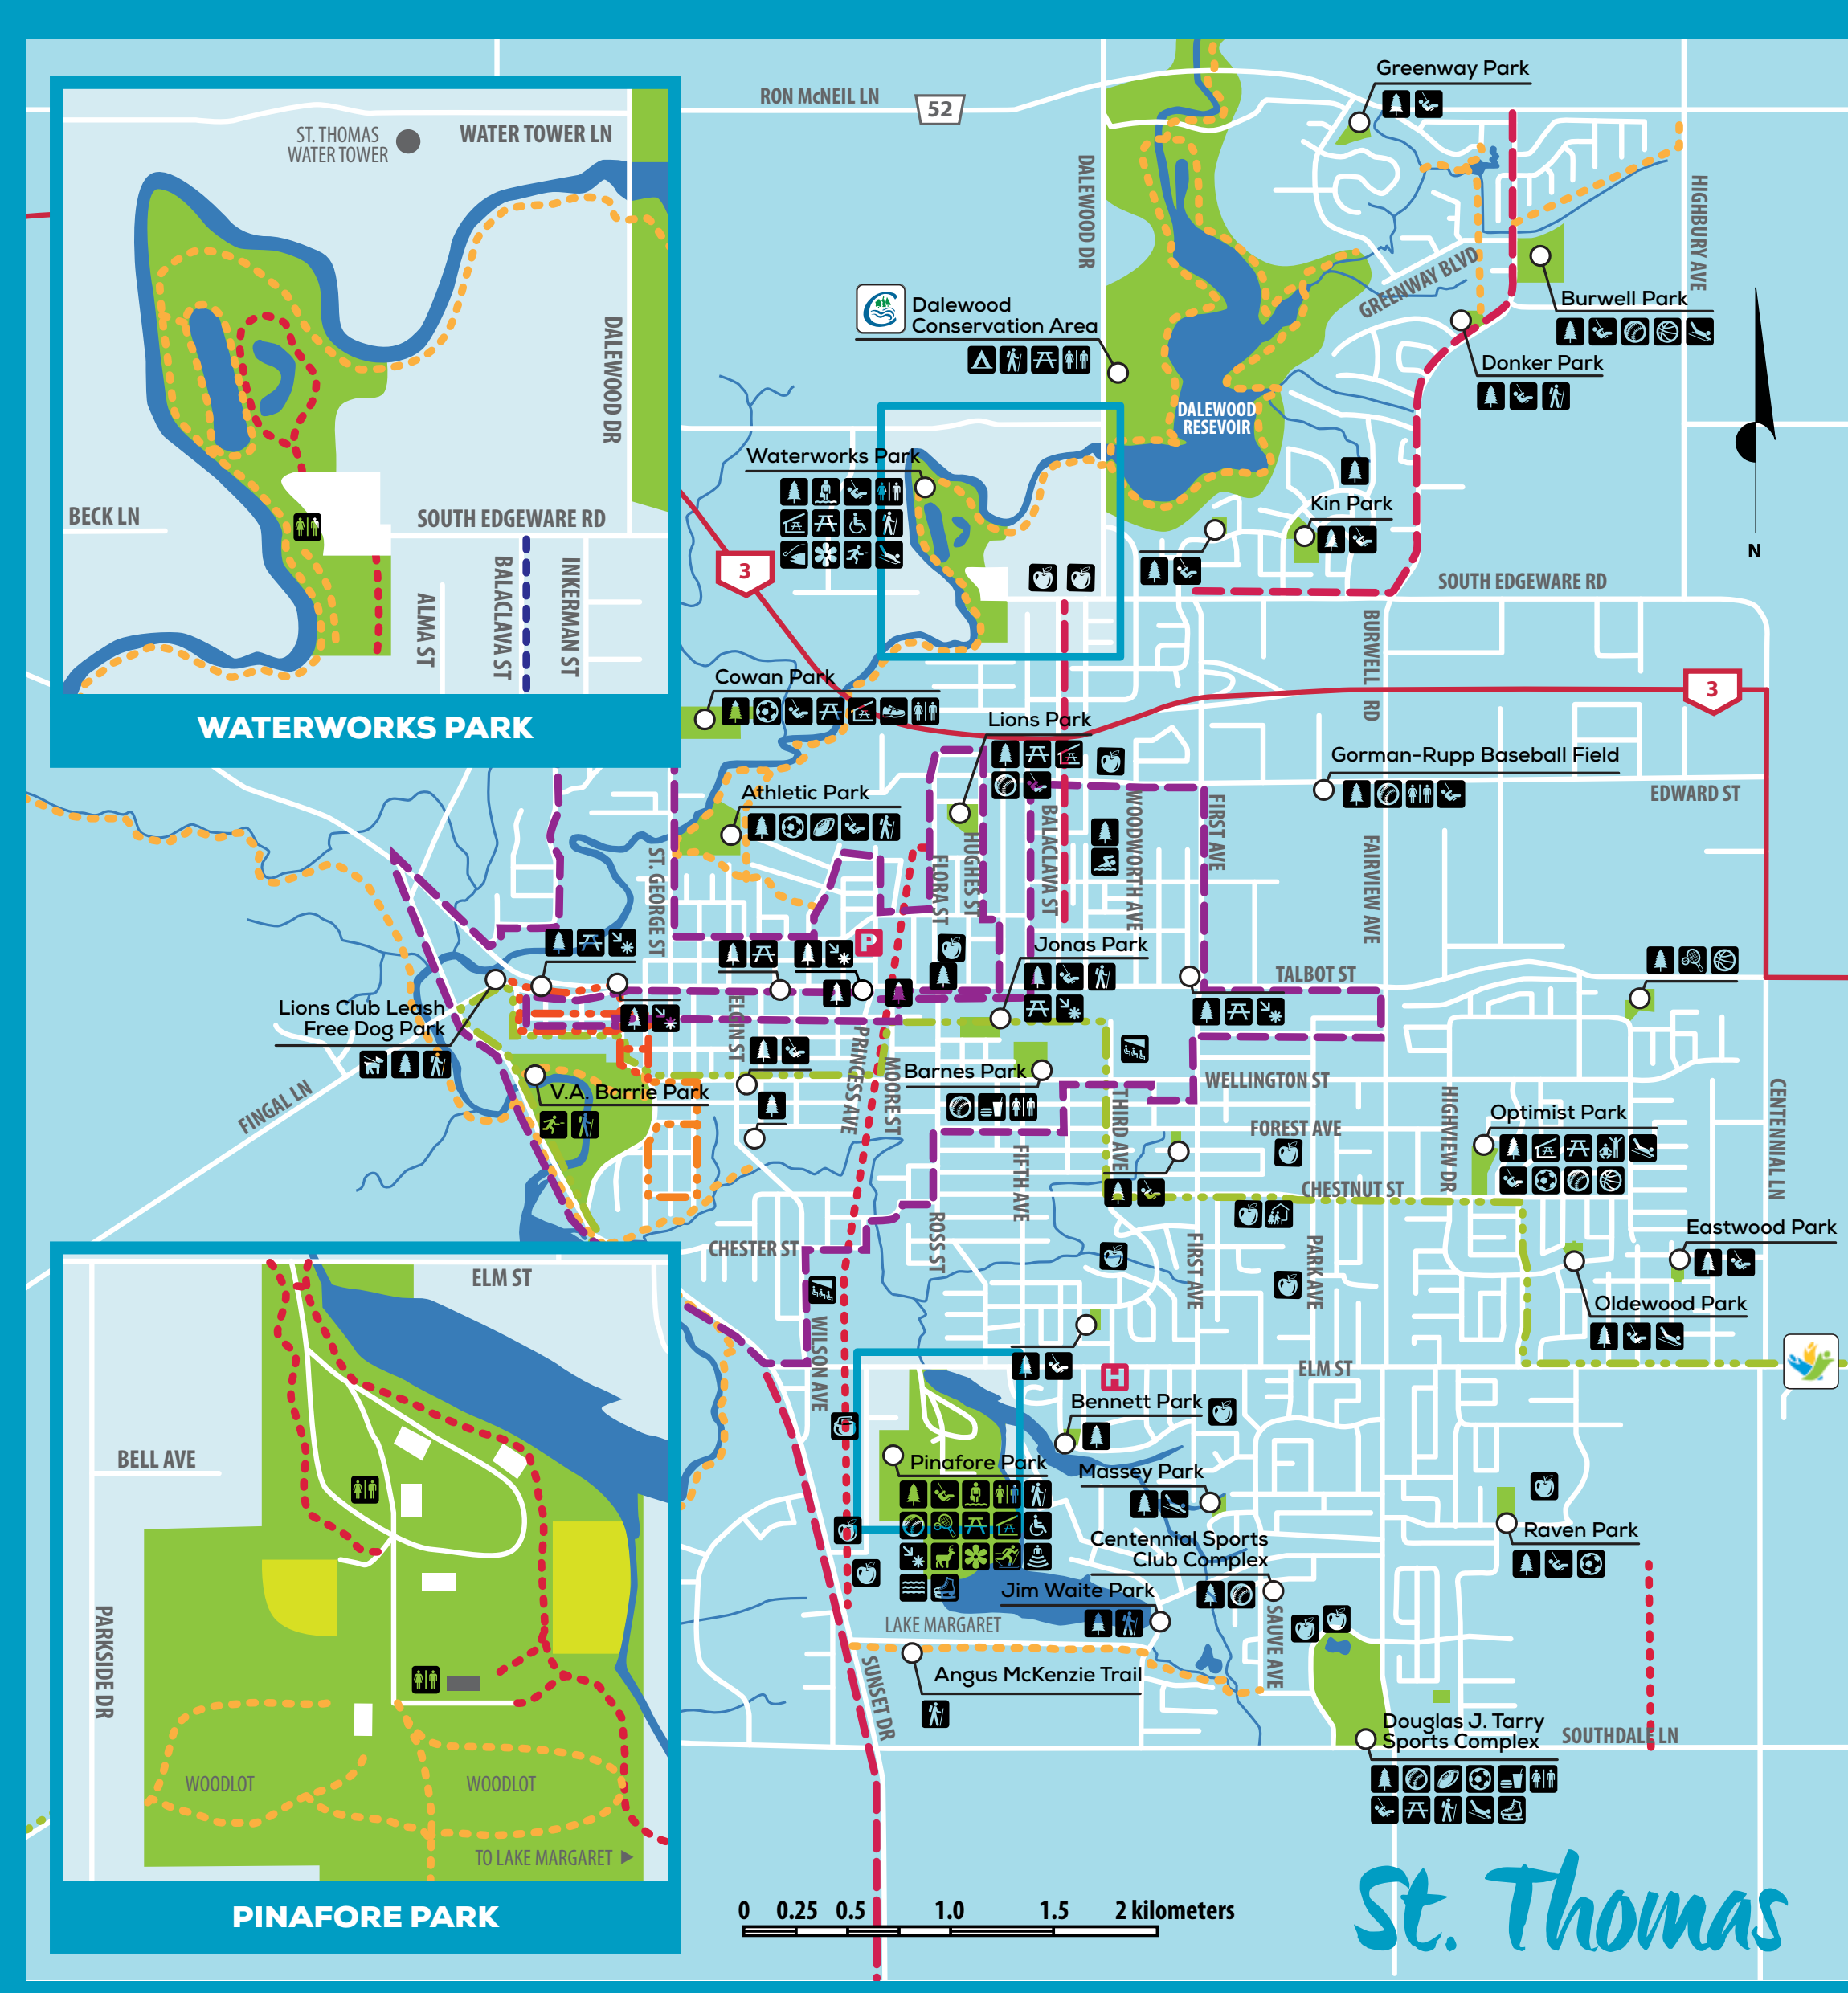 Greenway Park
RON McNEIL LN
52
ST. THOMAS
WATER TOWER
WATER TOWER LN
DALEWOOD DR
HIGHBURY AVE
GREENWAY BLVD
Burwell Park
Dalewood
Conservation Area
Donker Park
DALEWOOD DR
DALEWOOD
RESEVOIR
Waterworks Park
Kin Park
BECK LN
SOUTH EDGEWARE RD
N
3
SOUTH EDGEWARE RD
ALMA ST
BALACLAVA ST
INKERMAN ST
BURWELL RD
Cowan Park
3
WATERWORKS PARK
Lions Park
Gorman-Rupp Baseball Field
Athletic Park
EDWARD ST
ST. GEORGE ST
FLORA ST
HUGHES ST
BALACLAVA ST
WOODWORTH AVE
FIRST AVE
FAIRVIEW AVE
P
Jonas Park
TALBOT ST
Lions Club Leash
Free Dog Park
ELGIN ST
PRINCESS AVE
MOORE ST
Barnes Park
WELLINGTON ST
V.A. Barrie Park
FINGAL LN
THIRD AVE
HIGHVIEW DR
CENTENNIAL LN
Optimist Park
FOREST AVE
FIFTH AVE
CHESTNUT ST
Eastwood Park
CHESTER ST
ROSS ST
FIRST AVE
PARK AVE
ELM ST
Oldewood Park
WILSON AVE
ELM ST
H
Bennett Park
BELL AVE
Pinafore Park
Massey Park
Raven Park
Centennial Sports
Club Complex
Jim Waite Park
PARKSIDE DR
LAKE MARGARET
SAUVE AVE
SUNSET DR
Angus McKenzie Trail
Douglas J. Tarry
Sports Complex
SOUTHDALE LN
WOODLOT
WOODLOT
TO LAKE MARGARET
PINAFORE PARK
0 0.25 0.5 1.0 1.5 2 kilometers
St. Thomas